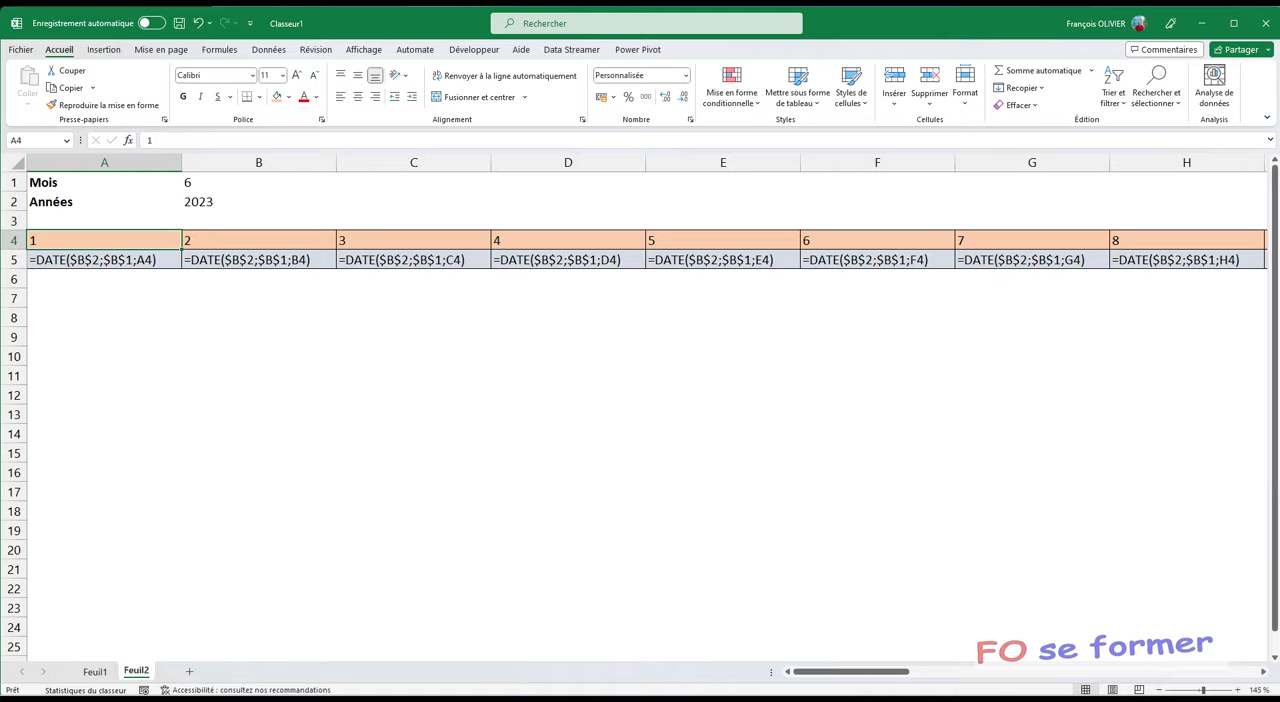 Enregistrement automatique Classeur1 Rechercher François OLIVIER
Fichier Accueil Insertion Mise en page Formules Données Révision Affichage Automate Développeur Aide Data Streamer Power Pivot Commentaires Partager
Coller Couper Copier Reproduire la mise en forme Presse-papiers
Calibri 11 G I S A Police
Renvoyer à la ligne automatiquement Fusionner et centrer Alignement
Personnalisée % 000 Nombre
Mise en forme conditionnelle Mettre sous forme de tableau Styles de cellules Styles
Insérer Supprimer Format Cellules
Somme automatique Recopier Effacer Trier et filtrer Rechercher et sélectionner Édition
Analyse de données Analyse
A4 fx 1
A B C D E F G H
1 Mois 6
2 Années 2023
3
4 1 2 3 4 5 6 7 8
5 =DATE($B$2;$B$1;A4) =DATE($B$2;$B$1;B4) =DATE($B$2;$B$1;C4) =DATE($B$2;$B$1;D4) =DATE($B$2;$B$1;E4) =DATE($B$2;$B$1;F4) =DATE($B$2;$B$1;G4) =DATE($B$2;$B$1;H4)
6
7
8
9
10
11
12
13
14
15
16
17
18
19
20
21
22
23
24
25
FO se former
Feuil1 Feuil2
Prêt Statistiques du classeur Accessibilité : consultez nos recommandations 145 %